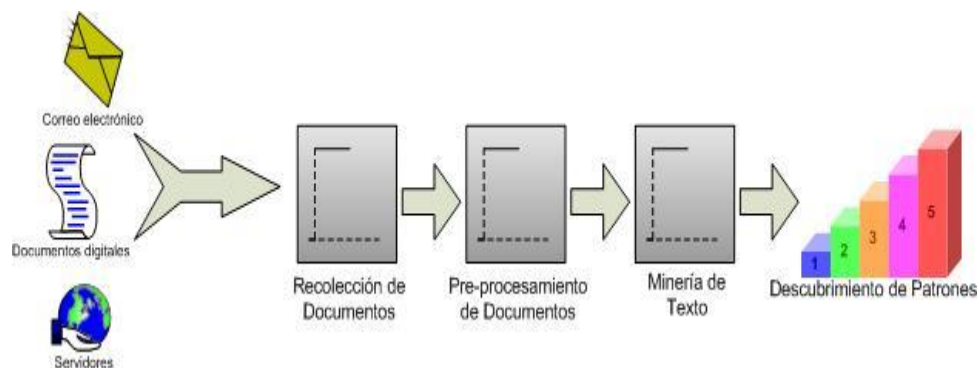 Correo electrónico
Documentos digitales
Servidores
Recolección de
Documentos
Pre-procesamiento
de Documentos
Minería de
Texto
1
2
3
4
5
Descubrimiento de Patrones